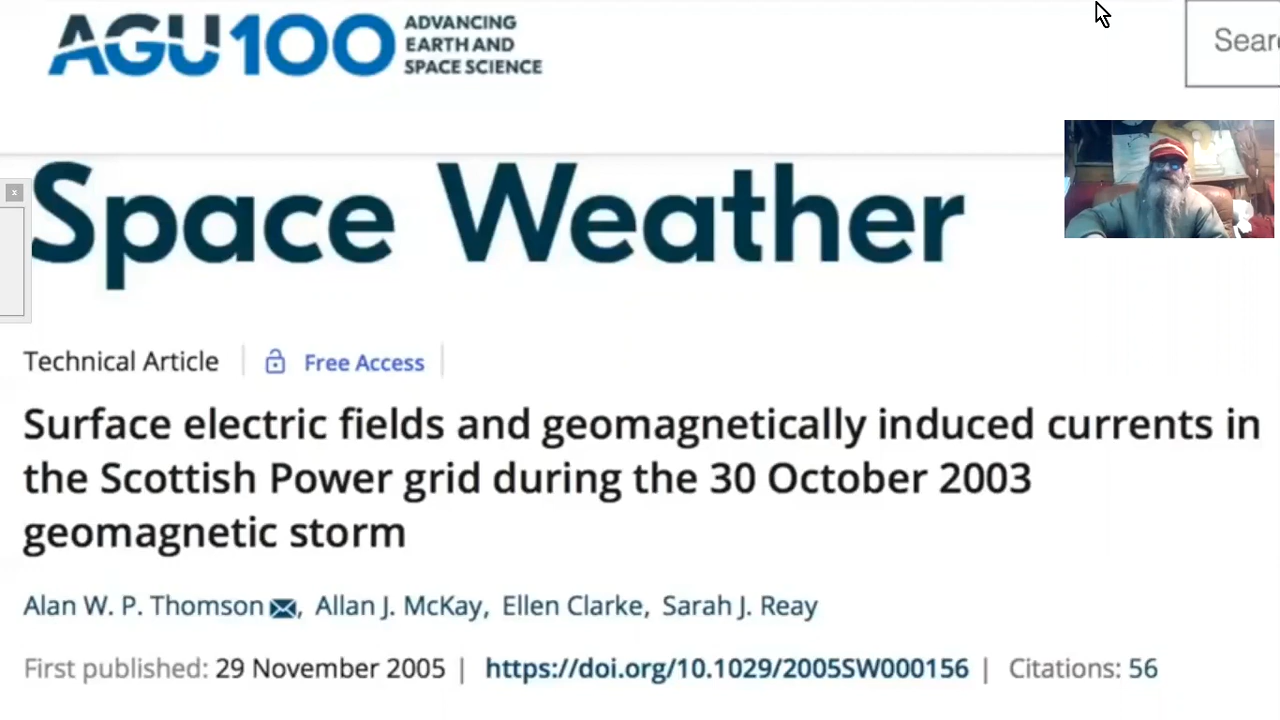 AGU100
ADVANCING
EARTH AND
SPACE SCIENCE
Sear
Space Weather
x
Technical Article | Free Access |
Surface electric fields and geomagnetically induced currents in
the Scottish Power grid during the 30 October 2003
geomagnetic storm
Alan W. P. Thomson, Allan J. McKay, Ellen Clarke, Sarah J. Reay
First published: 29 November 2005 | https://doi.org/10.1029/2005SW000156 | Citations: 56